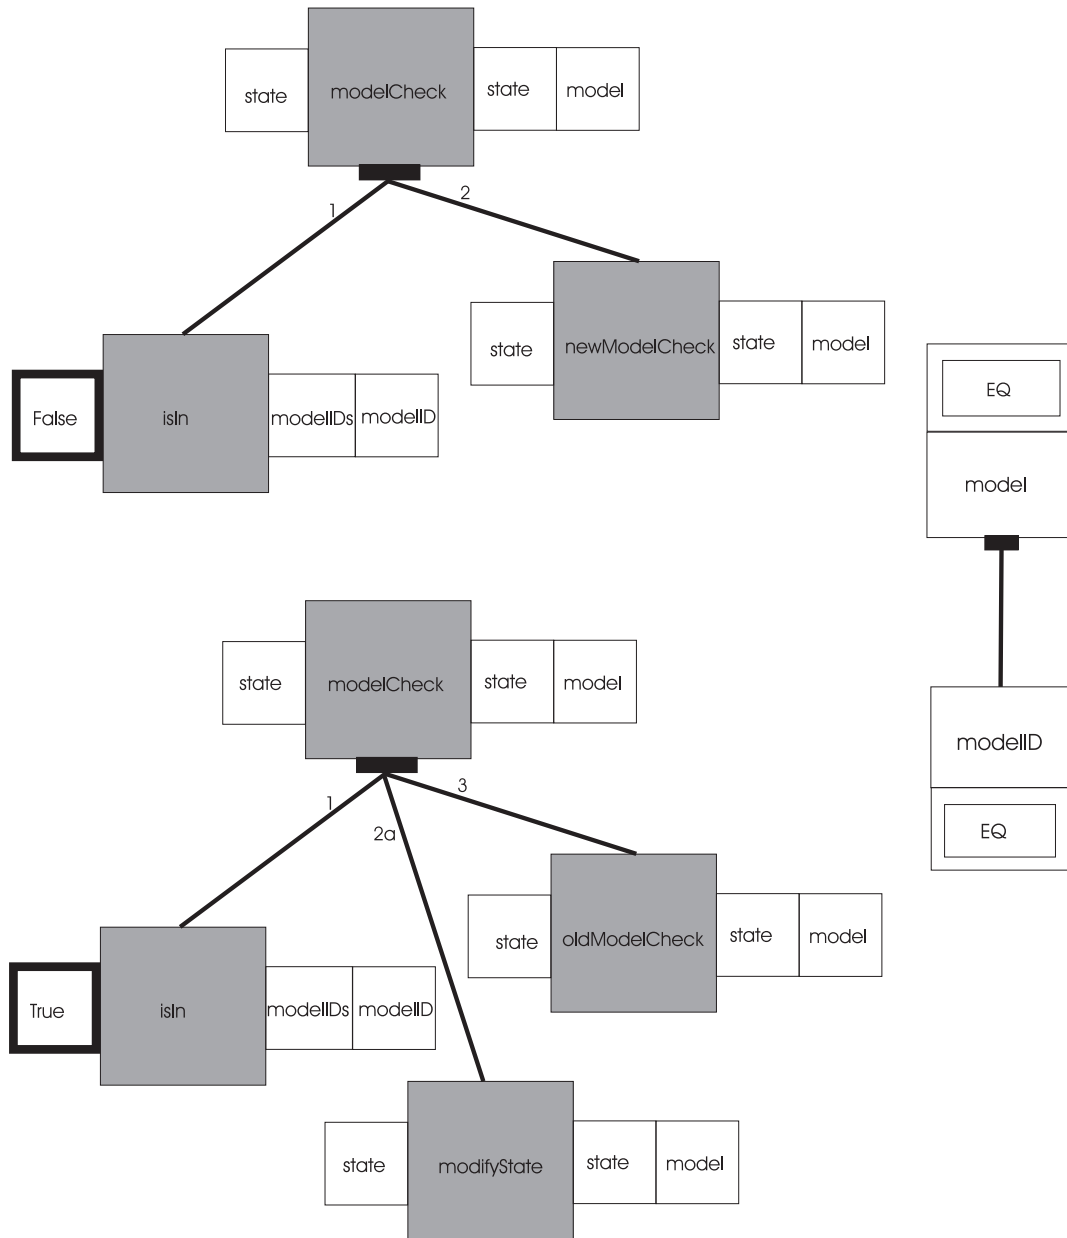 state modelCheck state model
1 2
state newModelCheck state model
False isIn modelIDs modelID
EQ
model
state modelCheck state model
modelID
1 3
2a
EQ
state oldModelCheck state model
True isIn modelIDs modelID
state modifyState state model